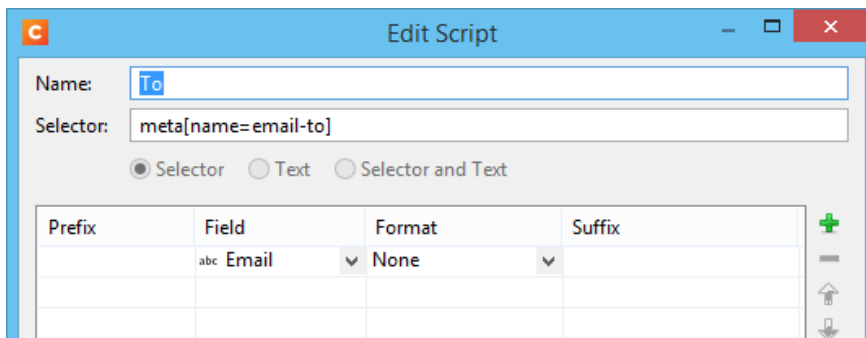 C Edit Script
Name: To
Selector: meta[name=email-to]
Selector Text Selector and Text
Prefix Field Format Suffix
abc Email None